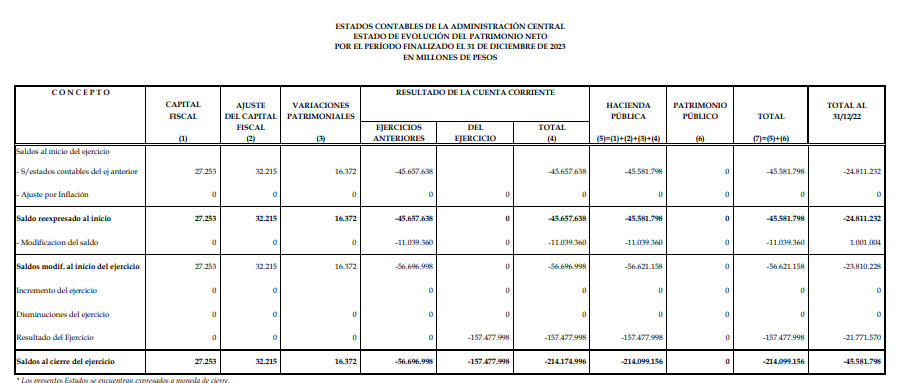 ESTADOS CONTABLES DE LA ADMINISTRACIÓN CENTRAL
ESTADO DE EVOLUCIÓN DEL PATRIMONIO NETO
POR EL PERÍODO FINALIZADO EL 31 DE DICIEMBRE DE 2023
EN MILLONES DE PESOS
C O N C E P T O CAPITAL FISCAL (1) AJUSTE DEL CAPITAL FISCAL (2) VARIACIONES PATRIMONIALES (3) RESULTADO DE LA CUENTA CORRIENTE HACIENDA PÚBLICA (5)=(1)+(2)+(3)+(4) PATRIMONIO PÚBLICO (6) TOTAL (7)=(5)+(6) TOTAL AL 31/12/22
EJERCICIOS ANTERIORES DEL EJERCICIO TOTAL (4)
Saldos al inicio del ejercicio
- S/estados contables del ej anterior 27.253 32.215 16.372 -45.657.638 -45.657.638 -45.581.798 0 -45.581.798 -24.811.232
- Ajuste por Inflación 0 0 0 0 0 0 0 0 0
Saldo reexpresado al inicio 27.253 32.215 16.372 -45.657.638 0 -45.657.638 -45.581.798 0 -45.581.798 -24.811.232
- Modificacion del saldo 0 0 0 -11.039.360 -11.039.360 -11.039.360 0 -11.039.360 1.001.004
Saldos modif. al inicio del ejercicio 27.253 32.215 16.372 -56.696.998 0 -56.696.998 -56.621.158 0 -56.621.158 -23.810.228
Incremento del ejercicio 0 0 0 0 0 0 0 0 0 0
Disminuciones del ejercicio 0 0 0 0 0 0 0 0 0 0
Resultado del Ejercicio 0 0 0 0 -157.477.998 -157.477.998 -157.477.998 0 -157.477.998 -21.771.570
Saldos al cierre del ejercicio 27.253 32.215 16.372 -56.696.998 -157.477.998 -214.174.996 -214.099.156 0 -214.099.156 -45.581.798
* Los presentes Estados se encuentran expresados a moneda de cierre.